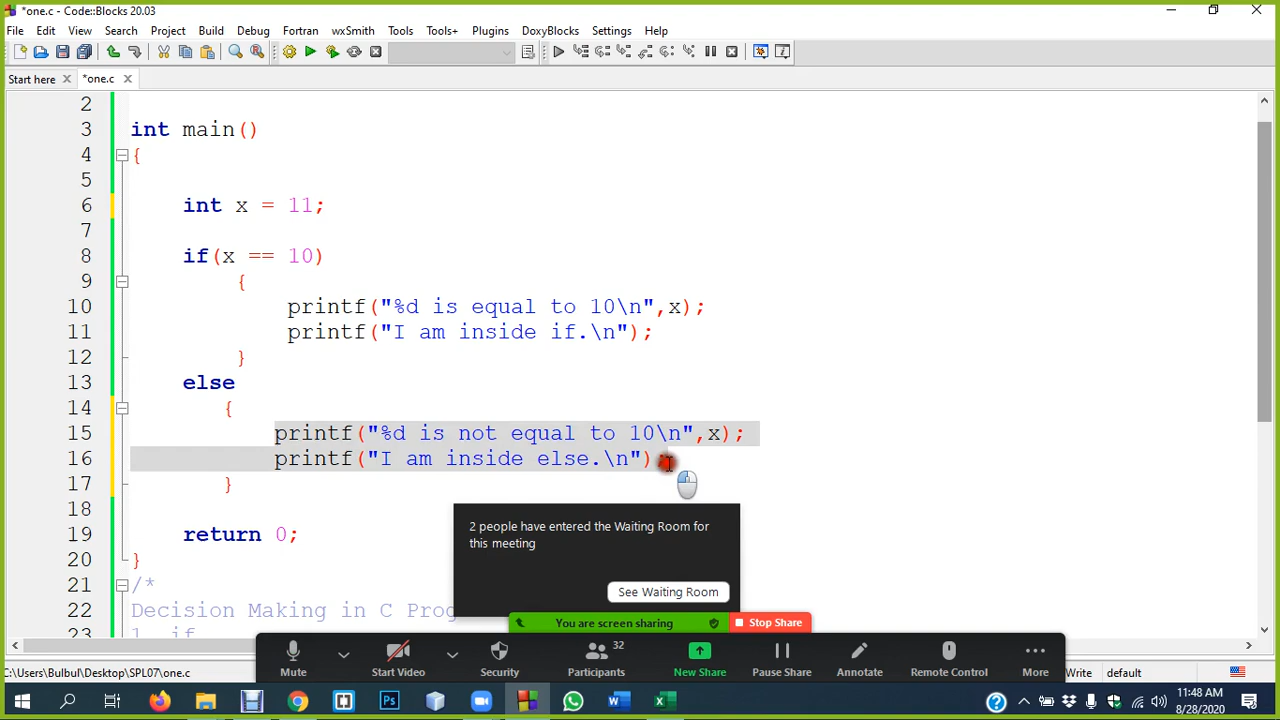 *one.c - Code::Blocks 20.03
File Edit View Search Project Build Debug Fortran wxSmith Tools Tools+ Plugins DoxyBlocks Settings Help
Start here *one.c
2
3 int main()
4 {
5
6 int x = 11;
7
8 if(x == 10)
9 {
10 printf("%d is equal to 10\n",x);
11 printf("I am inside if.\n");
12 }
13 else
14 {
15 printf("%d is not equal to 10\n",x);
16 printf("I am inside else.\n")
17 }
18
19 return 0;
20 }
21 /*
22 Decision Making in C Prog
23 1. if
2 people have entered the Waiting Room for
this meeting
See Waiting Room
You are screen sharing Stop Share
32
Mute Start Video Security Participants New Share Pause Share Annotate Remote Control More
C:\Users\Bulbul\Desktop\SPL07\one.c Write default
11:48 AM
8/28/2020